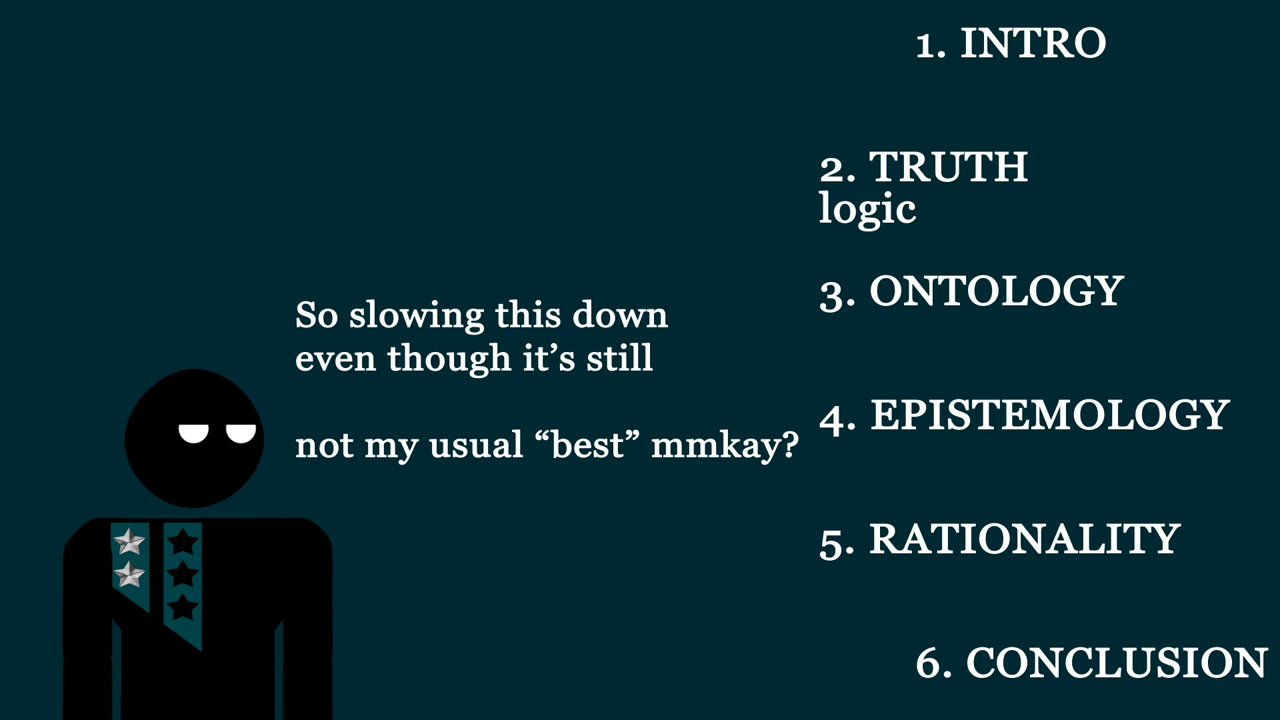 1. INTRO
2. TRUTH
logic
3. ONTOLOGY
So slowing this down
even though it’s still
not my usual “best” mmkay?
4. EPISTEMOLOGY
5. RATIONALITY
6. CONCLUSION